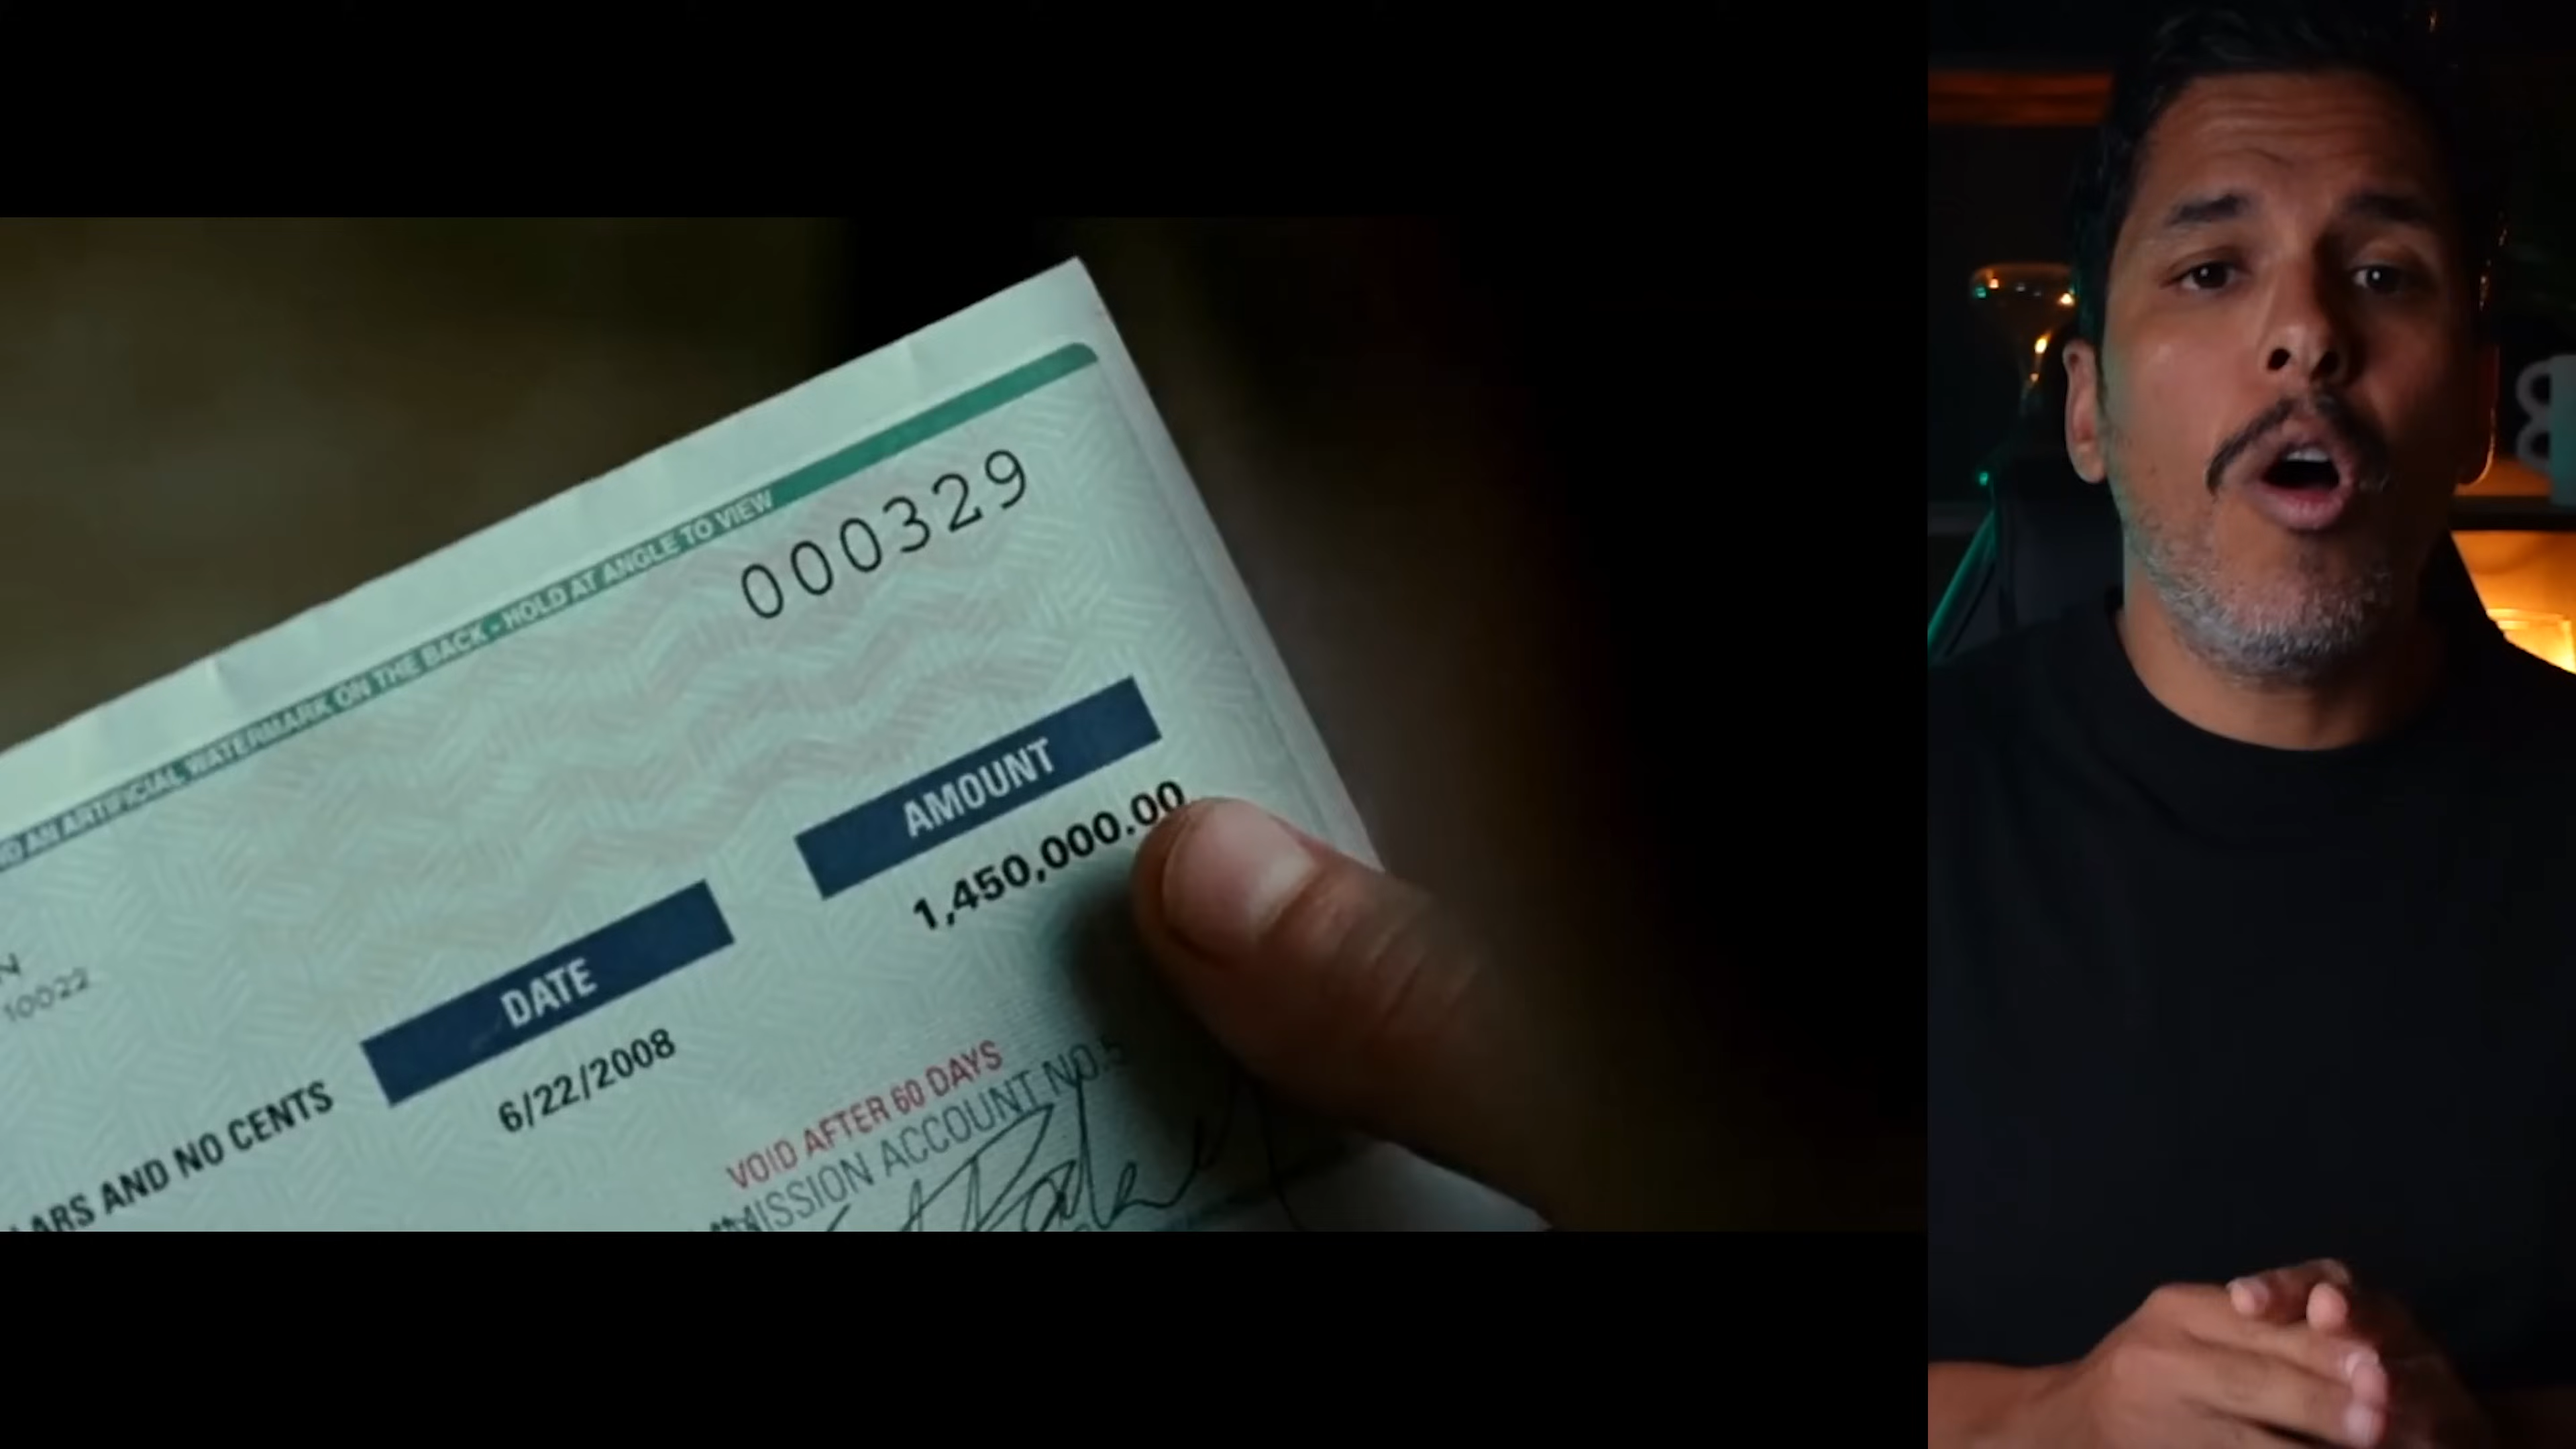 AN ARTIFICIAL WATERMARK ON THE BACK - HOLD AT ANGLE TO VIEW
000329
AMOUNT
1,450,000.00
N
10022
DATE
6/22/2008
AND NO CENTS
VOID AFTER 60 DAYS
MISSION ACCOUNT NO.5